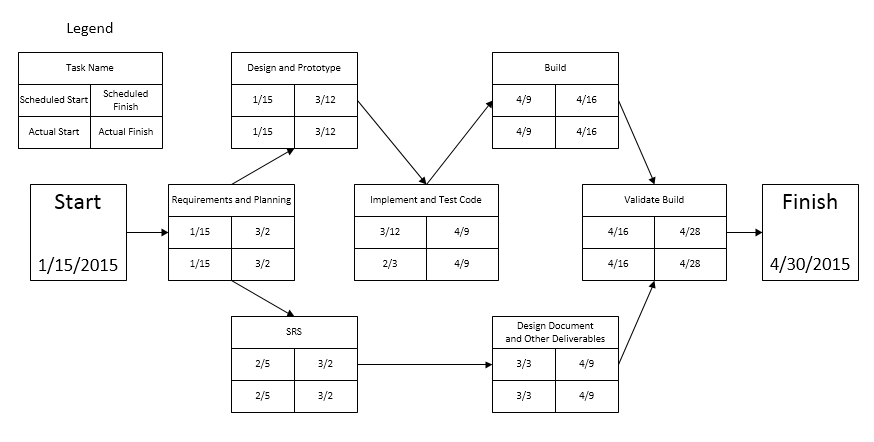 Legend
Task Name
Scheduled Start
Scheduled
Finish
Actual Start
Actual Finish
Start
1/15/2015
Requirements and Planning
1/15
3/2
1/15
3/2
Design and Prototype
1/15
3/12
1/15
3/12
Implement and Test Code
3/12
4/9
2/3
4/9
Build
4/9
4/16
4/9
4/16
SRS
2/5
3/2
2/5
3/2
Design Document
and Other Deliverables
3/3
4/9
3/3
4/9
Validate Build
4/16
4/28
4/16
4/28
Finish
4/30/2015